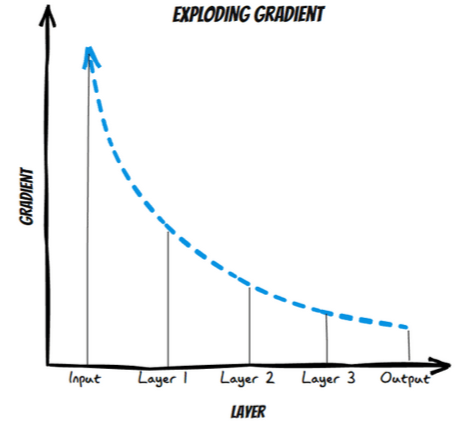 EXPLODING GRADIENT
GRADIENT
Input Layer 1 Layer 2 Layer 3 Output
LAYER